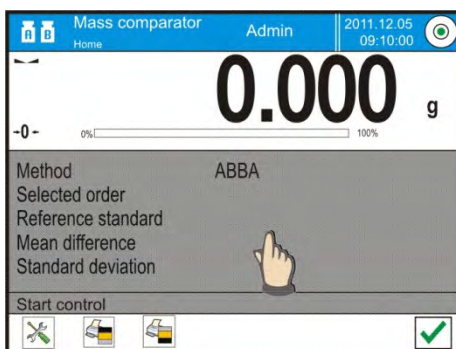 A B Mass comparator Admin 2011.12.05
Home 09:10:00
0.000 g
→0← 0% 100%
Method ABBA
Selected order
Reference standard
Mean difference
Standard deviation
Start control